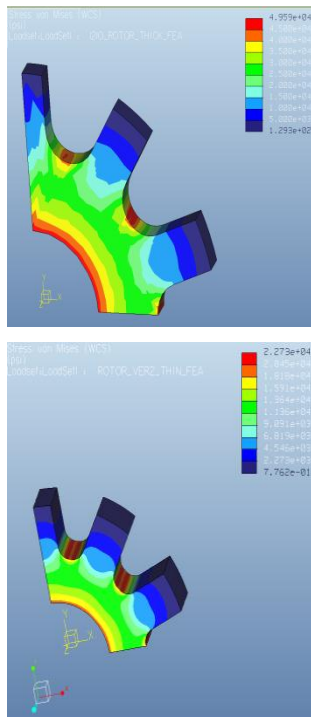 Stress von Mises (WCS)
(psi)
Loadset:LoadSet1 :
4.959e+04
4.500e+04
4.000e+04
3.500e+04
3.000e+04
2.500e+04
2.000e+04
1.500e+04
1.000e+04
5.000e+03
1.293e+02
Stress von Mises (WCS)
(psi)
Loadset:LoadSet1 : ROTOR_VER2_THIN_FEA
2.273e+04
2.045e+04
1.818e+04
1.591e+04
1.364e+04
1.136e+04
9.091e+03
6.819e+03
4.546e+03
2.273e+03
7.762e-01